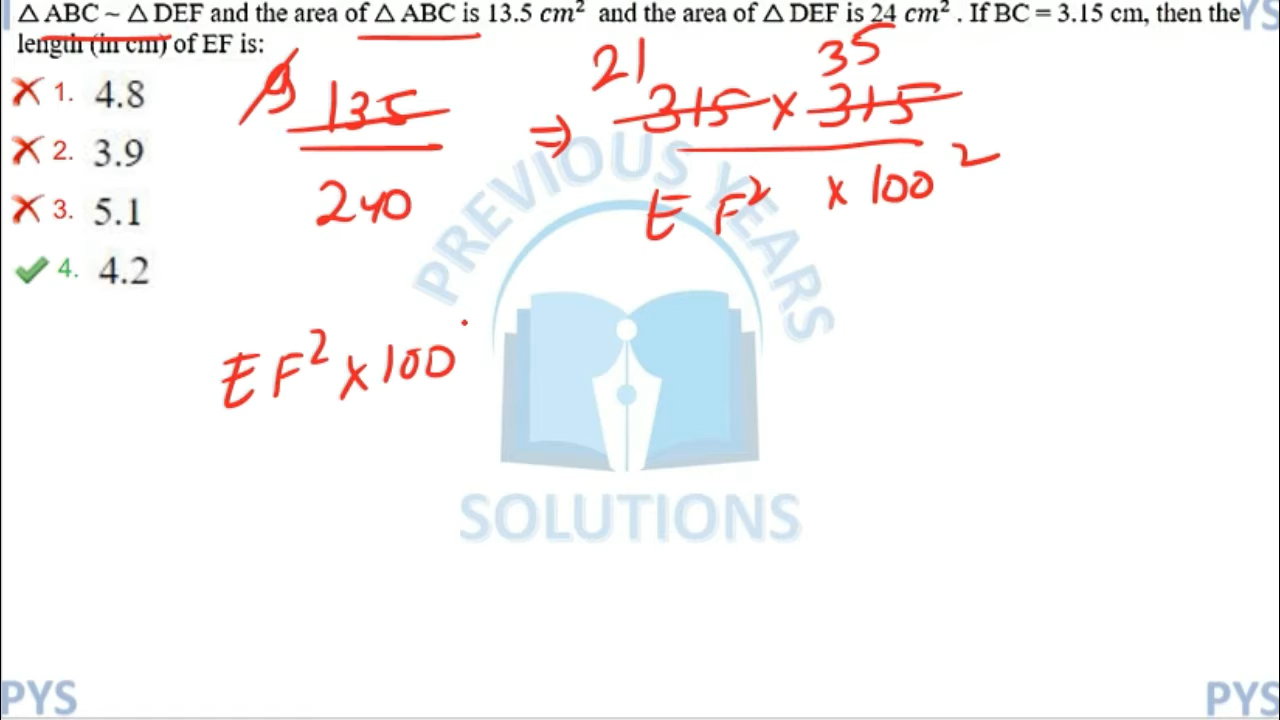 △ ABC ~ △ DEF and the area of △ ABC is 13.5 cm² and the area of △ DEF is 24 cm² . If BC = 3.15 cm, then the
length (in cm) of EF is:
1. 4.8
2. 3.9
3. 5.1
4. 4.2
21 35
135 ⇒ 315 × 315
240 EF² × 100²
EF² × 100
PREVIOUS YEARS
SOLUTIONS
YS
PYS PYS